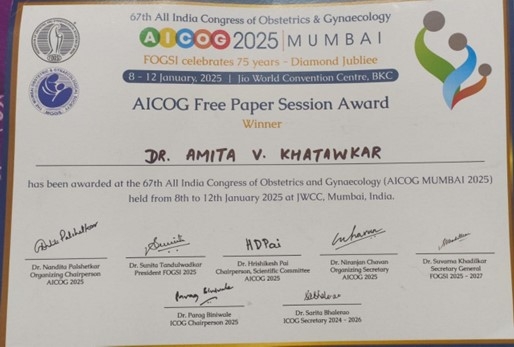 67th All India Congress of Obstetrics & Gynaecology
AICOG 2025 | MUMBAI
FOGSI celebrates 75 years - Diamond Jubliee
8 - 12 January, 2025 | Jio World Convention Centre, BKC
AICOG Free Paper Session Award
Winner
DR. AMITA V. KHATAWKAR
has been awarded at the 67th All India Congress of Obstetrics and Gynaecology (AICOG MUMBAI 2025)
held from 8th to 12th January 2025 at JWCC, Mumbai, India.
HDPai
Dr. Nandita Palshetkar
Organizing Chairperson
AICOG 2025
Dr. Sunita Tandulwadkar
President FOGSI 2025
Dr. Hrishikesh Pai
Chairperson, Scientific Committee
AICOG 2025
Dr. Niranjan Chavan
Organizing Secretary
AICOG 2025
Dr. Suvarna Khadilkar
Secretary General
FOGSI 2025 - 2027
Parag Biniwale
Dr. Parag Biniwale
ICOG Chairperson 2025
Dr. Sarita Bhalerao
ICOG Secretary 2024 - 2026